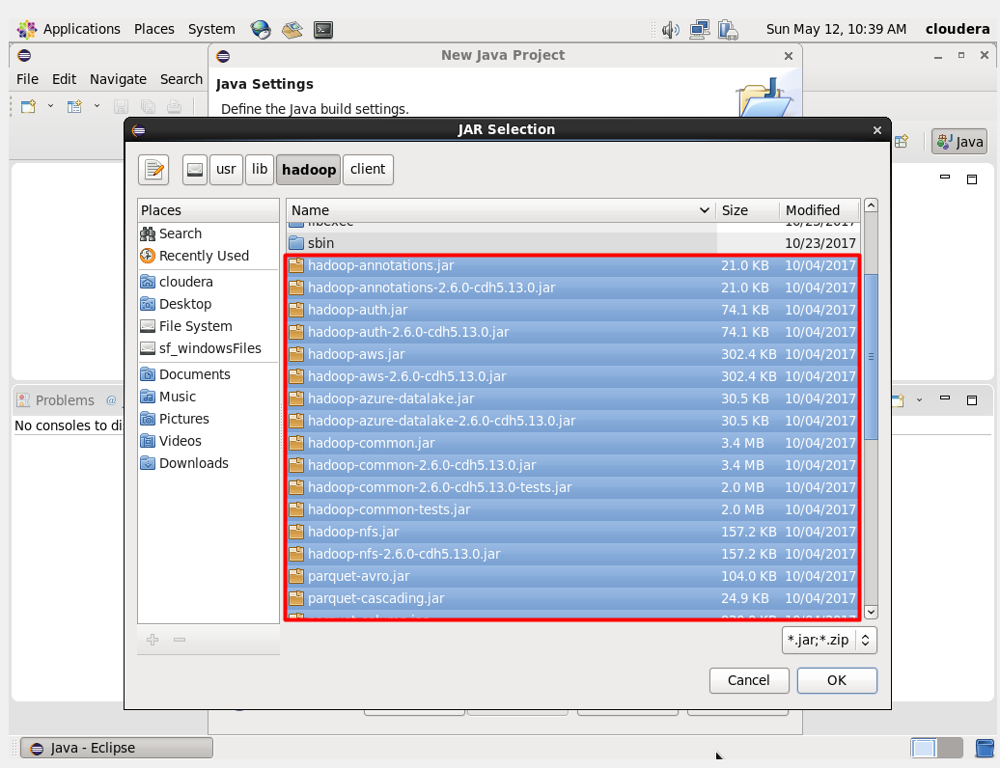 Applications Places System Sun May 12, 10:39 AM cloudera
New Java Project
File Edit Navigate Search
Java Settings
Define the Java build settings.
JAR Selection
Java
usr lib hadoop client
Places
Search
Recently Used
cloudera
Desktop
File System
sf_windowsFiles
Documents
Music
Pictures
Videos
Downloads
Name Size Modified
libexec 10/23/2017
sbin 10/23/2017
hadoop-annotations.jar 21.0 KB 10/04/2017
hadoop-annotations-2.6.0-cdh5.13.0.jar 21.0 KB 10/04/2017
hadoop-auth.jar 74.1 KB 10/04/2017
hadoop-auth-2.6.0-cdh5.13.0.jar 74.1 KB 10/04/2017
hadoop-aws.jar 302.4 KB 10/04/2017
hadoop-aws-2.6.0-cdh5.13.0.jar 302.4 KB 10/04/2017
hadoop-azure-datalake.jar 30.5 KB 10/04/2017
hadoop-azure-datalake-2.6.0-cdh5.13.0.jar 30.5 KB 10/04/2017
hadoop-common.jar 3.4 MB 10/04/2017
hadoop-common-2.6.0-cdh5.13.0.jar 3.4 MB 10/04/2017
hadoop-common-2.6.0-cdh5.13.0-tests.jar 2.0 MB 10/04/2017
hadoop-common-tests.jar 2.0 MB 10/04/2017
hadoop-nfs.jar 157.2 KB 10/04/2017
hadoop-nfs-2.6.0-cdh5.13.0.jar 157.2 KB 10/04/2017
parquet-avro.jar 104.0 KB 10/04/2017
parquet-cascading.jar 24.9 KB 10/04/2017
*.jar;*.zip
Cancel OK
Problems @
No consoles to di
Java - Eclipse